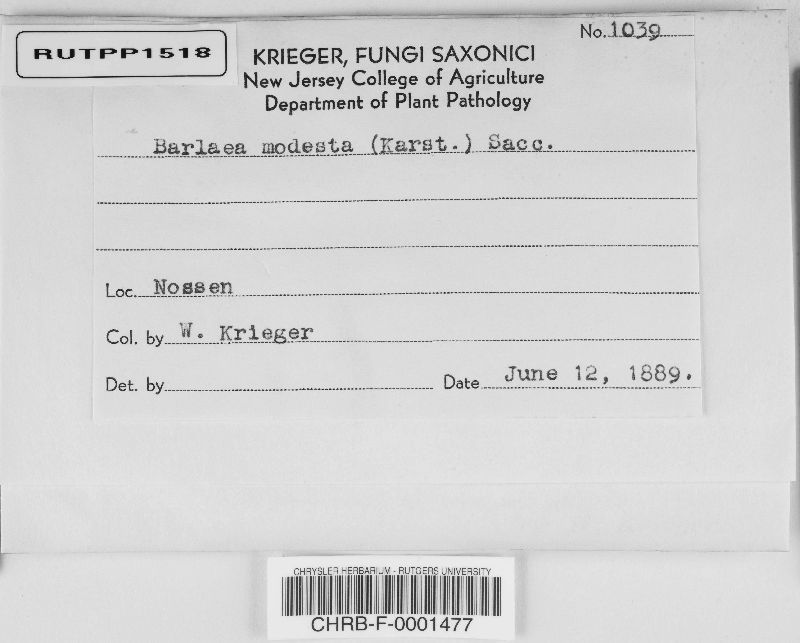 RUTPP1518
No. 1039
KRIEGER, FUNGI SAXONICI
New Jersey College of Agriculture
Department of Plant Pathology
Barlaea modesta (Karst.) Sacc.
Loc. Nossen
Col. by W. Krieger
Det. by
Date June 12, 1889.
CHRYSLER HERBARIUM - RUTGERS UNIVERSITY
CHRB-F-0001477